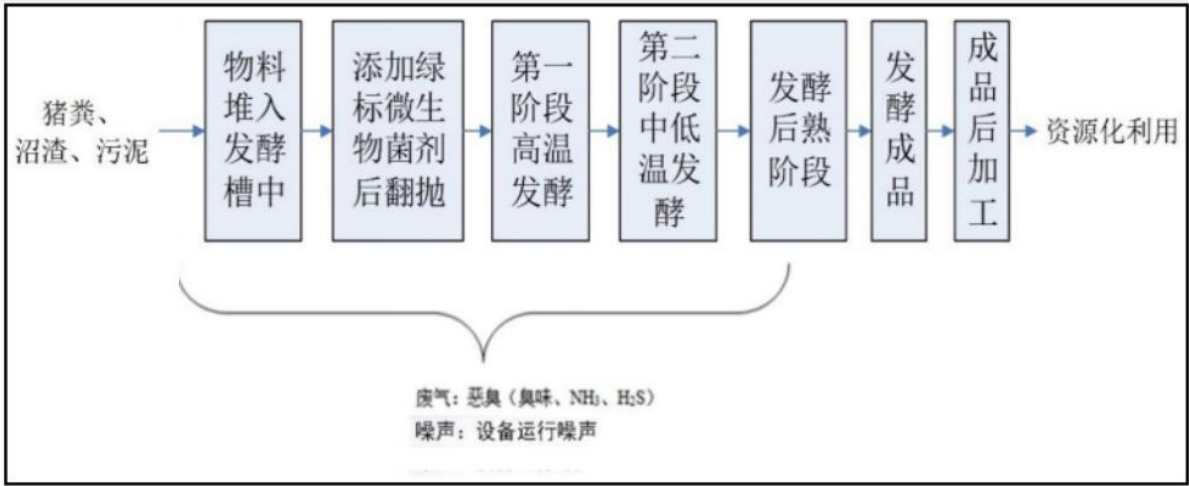 猪粪、
沼渣、污泥
物料
堆入
发酵
槽中
添加绿
标微生
物菌剂
后翻抛
第一
阶段
高温
发酵
第二
阶段
中低
温发
酵
发酵
后熟
阶段
发
酵
成
品
成
品
后
加
工
资源化利用
废气：恶臭（臭味、NH₃、H₂S）
噪声：设备运行噪声